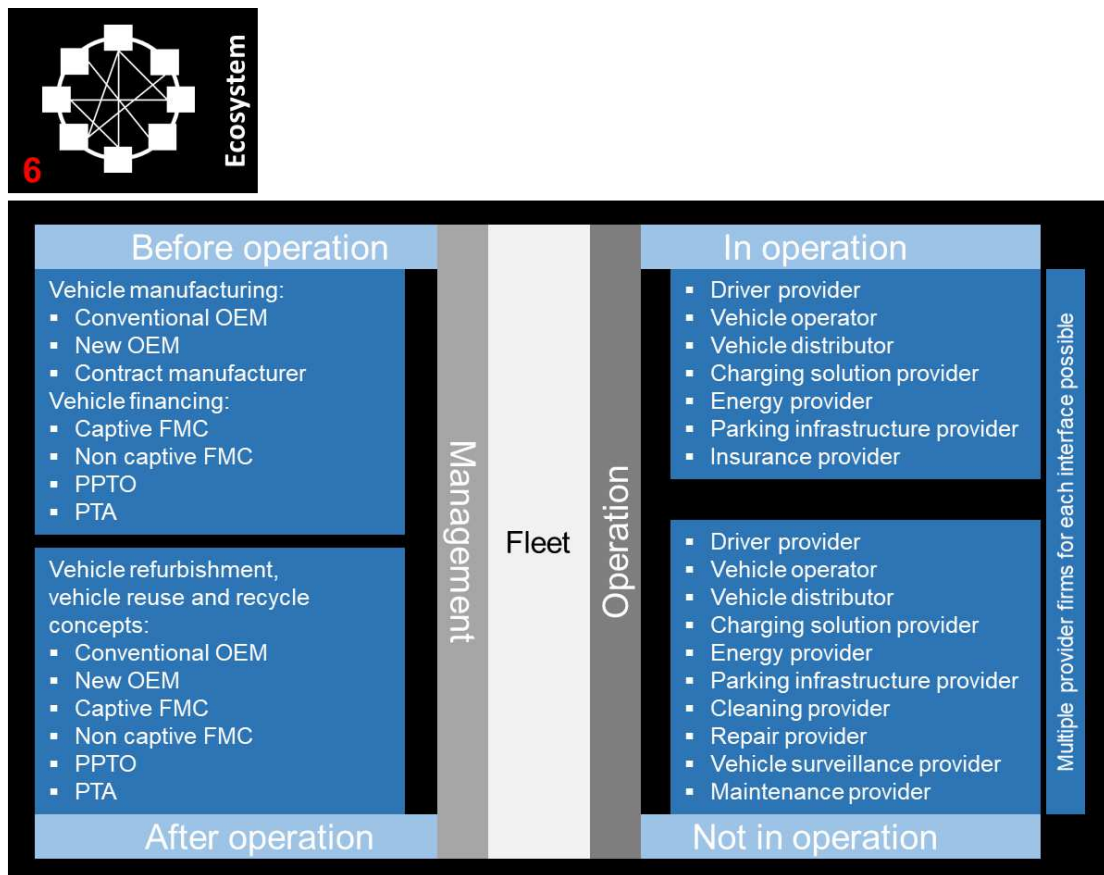 Ecosystem
6
Before operation
Vehicle manufacturing:
▪ Conventional OEM
▪ New OEM
▪ Contract manufacturer
Vehicle financing:
▪ Captive FMC
▪ Non captive FMC
▪ PPTO
▪ PTA
Vehicle refurbishment,
vehicle reuse and recycle
concepts:
▪ Conventional OEM
▪ New OEM
▪ Captive FMC
▪ Non captive FMC
▪ PPTO
▪ PTA
After operation
Management
Fleet
Operation
In operation
▪ Driver provider
▪ Vehicle operator
▪ Vehicle distributor
▪ Charging solution provider
▪ Energy provider
▪ Parking infrastructure provider
▪ Insurance provider
▪ Driver provider
▪ Vehicle operator
▪ Vehicle distributor
▪ Charging solution provider
▪ Energy provider
▪ Parking infrastructure provider
▪ Cleaning provider
▪ Repair provider
▪ Vehicle surveillance provider
▪ Maintenance provider
Not in operation
Multiple provider firms for each interface possible